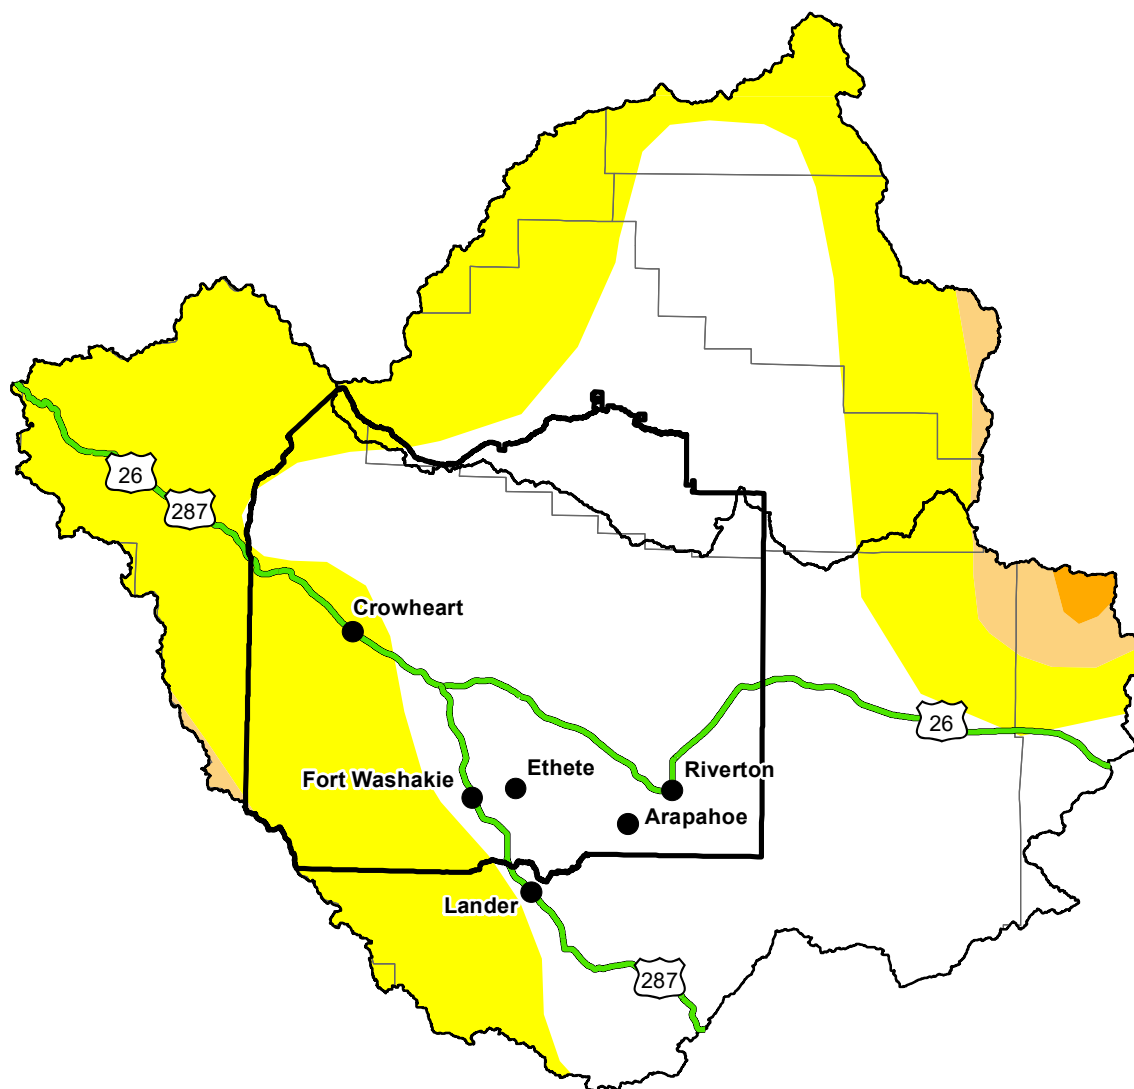 26
287
Crowheart
Fort Washakie
Ethete
Riverton
Arapahoe
26
Lander
287